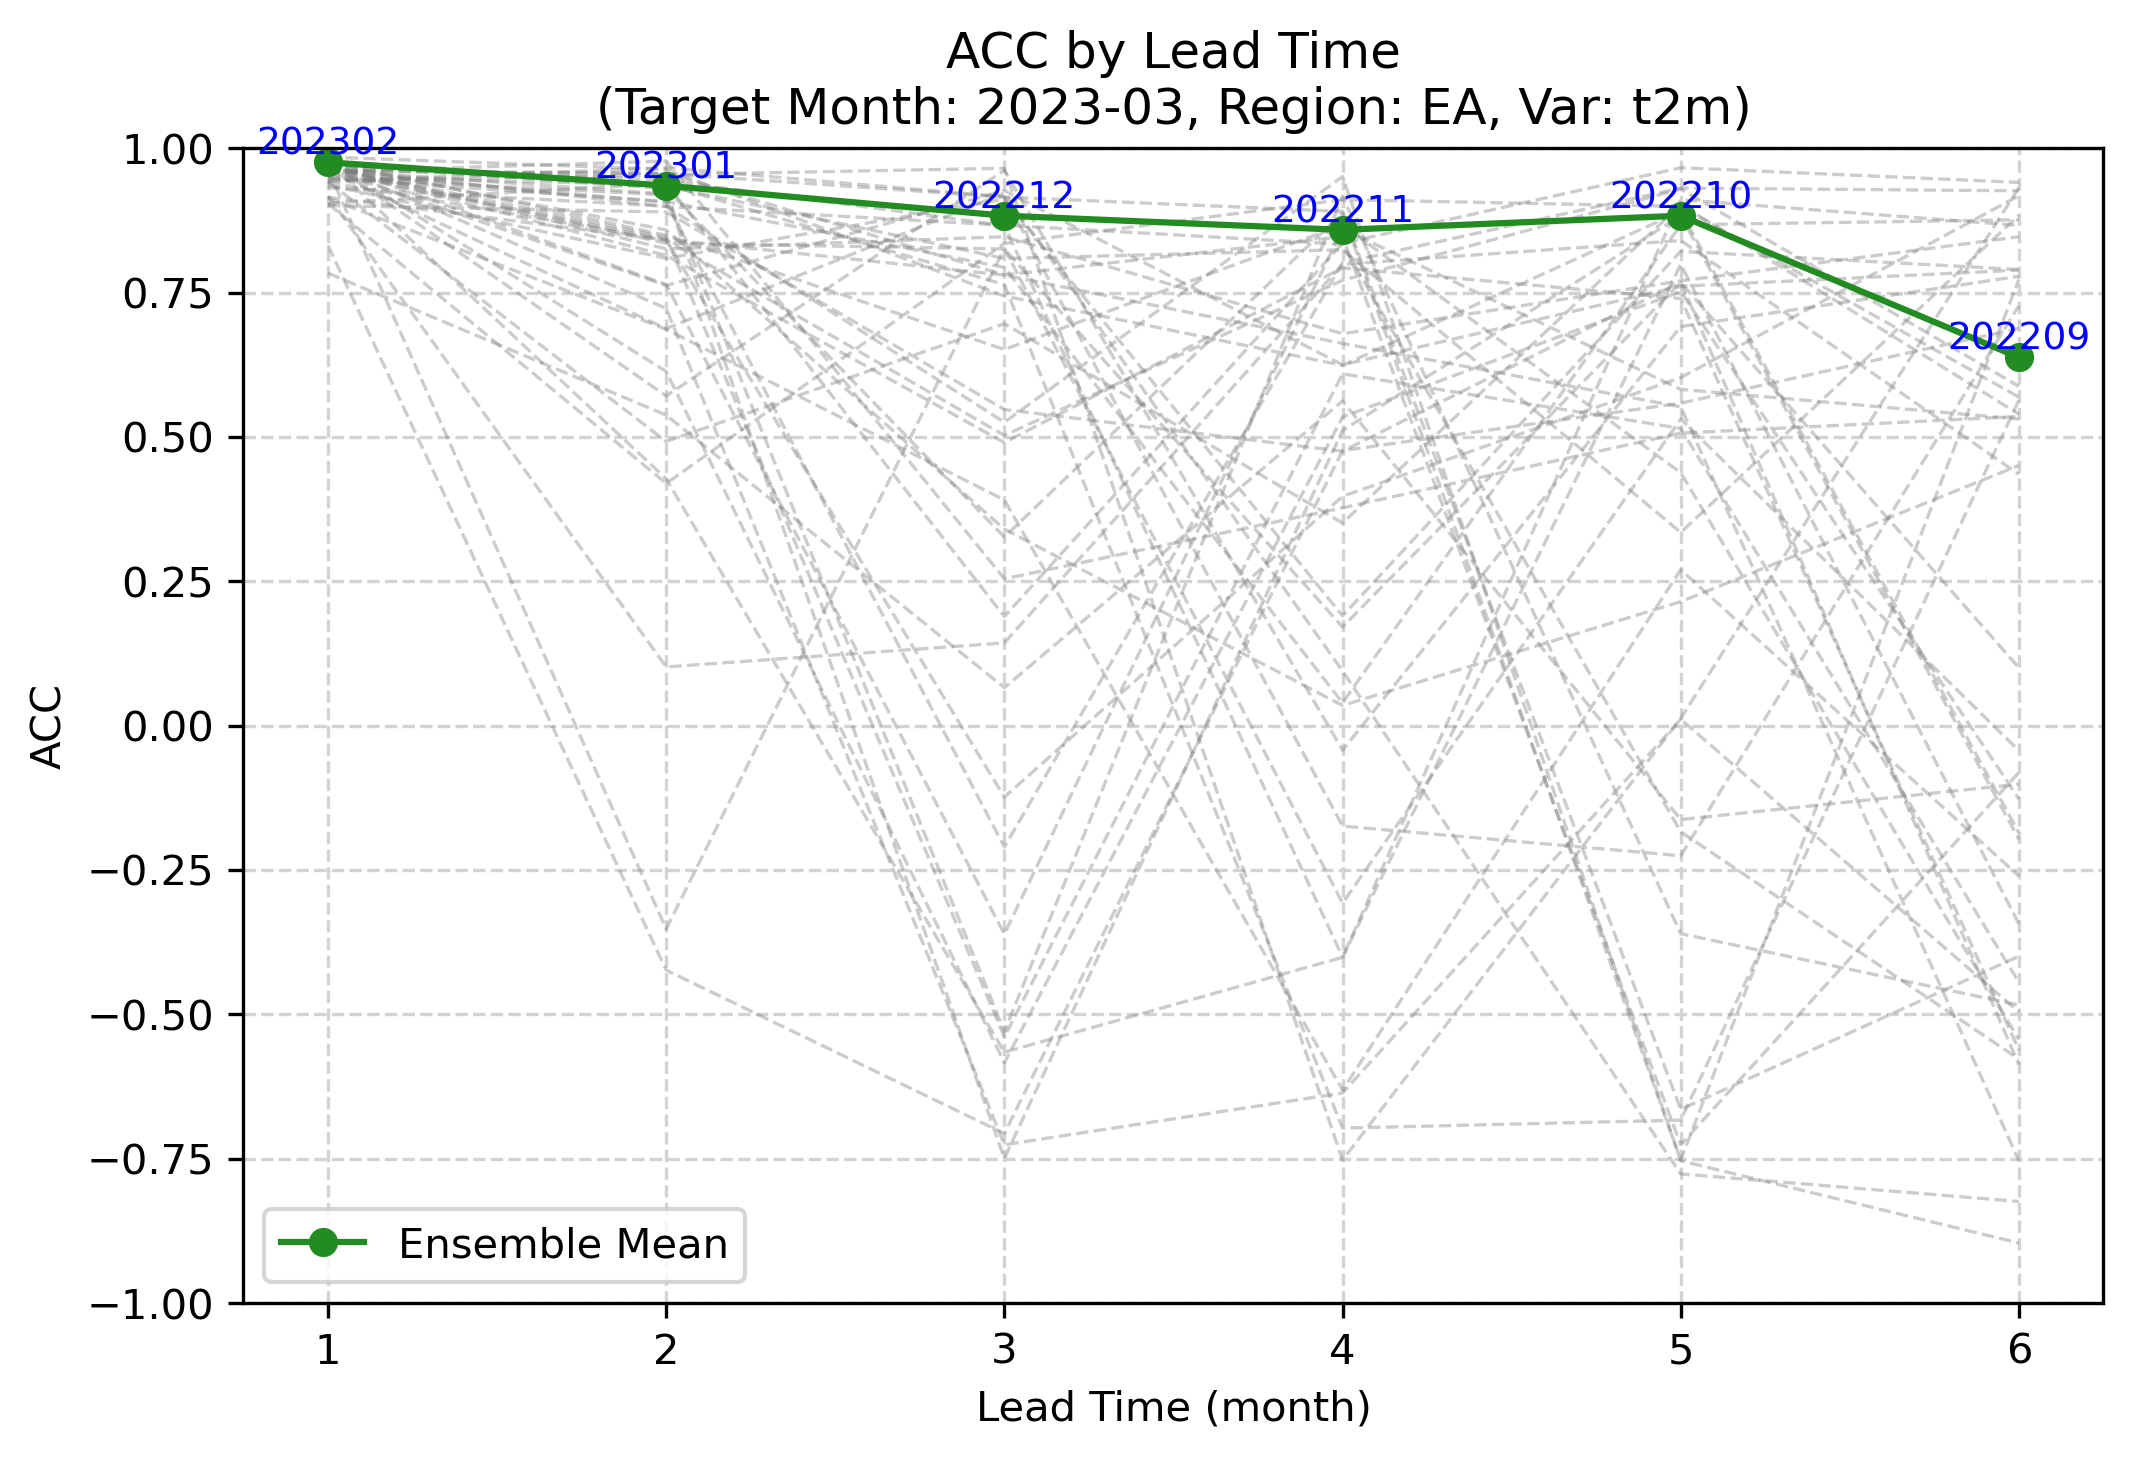 ACC by Lead Time
(Target Month: 2023-03, Region: EA, Var: t2m)
202302
202301
202212
202211
202210
202209
1.00
0.75
0.50
0.25
0.00
−0.25
−0.50
−0.75
−1.00
ACC
Ensemble Mean
1 2 3 4 5 6
Lead Time (month)